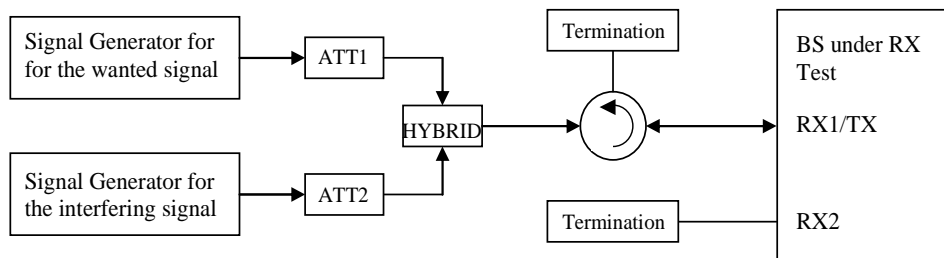 Signal Generator for
for the wanted signal
ATT1
Termination
BS under RX
Test
HYBRID
RX1/TX
Signal Generator for
the interfering signal
ATT2
Termination
RX2